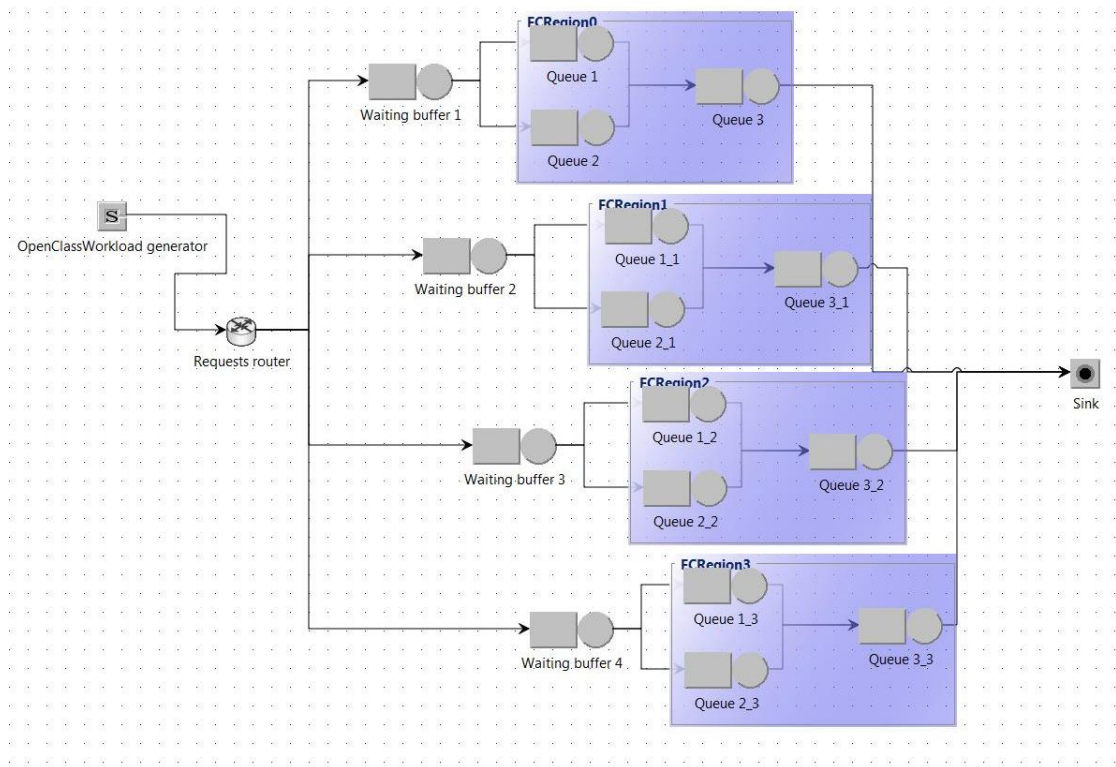 FCRegion0
Queue 1
Waiting buffer 1
Queue 3
Queue 2
S
OpenClassWorkload generator
FCRegion1
Queue 1_1
Waiting buffer 2
Queue 3_1
Queue 2_1
Requests router
FCRegion2
Sink
Queue 1_2
Waiting buffer 3
Queue 3_2
Queue 2_2
FCRegion3
Queue 1_3
Waiting buffer 4
Queue 3_3
Queue 2_3